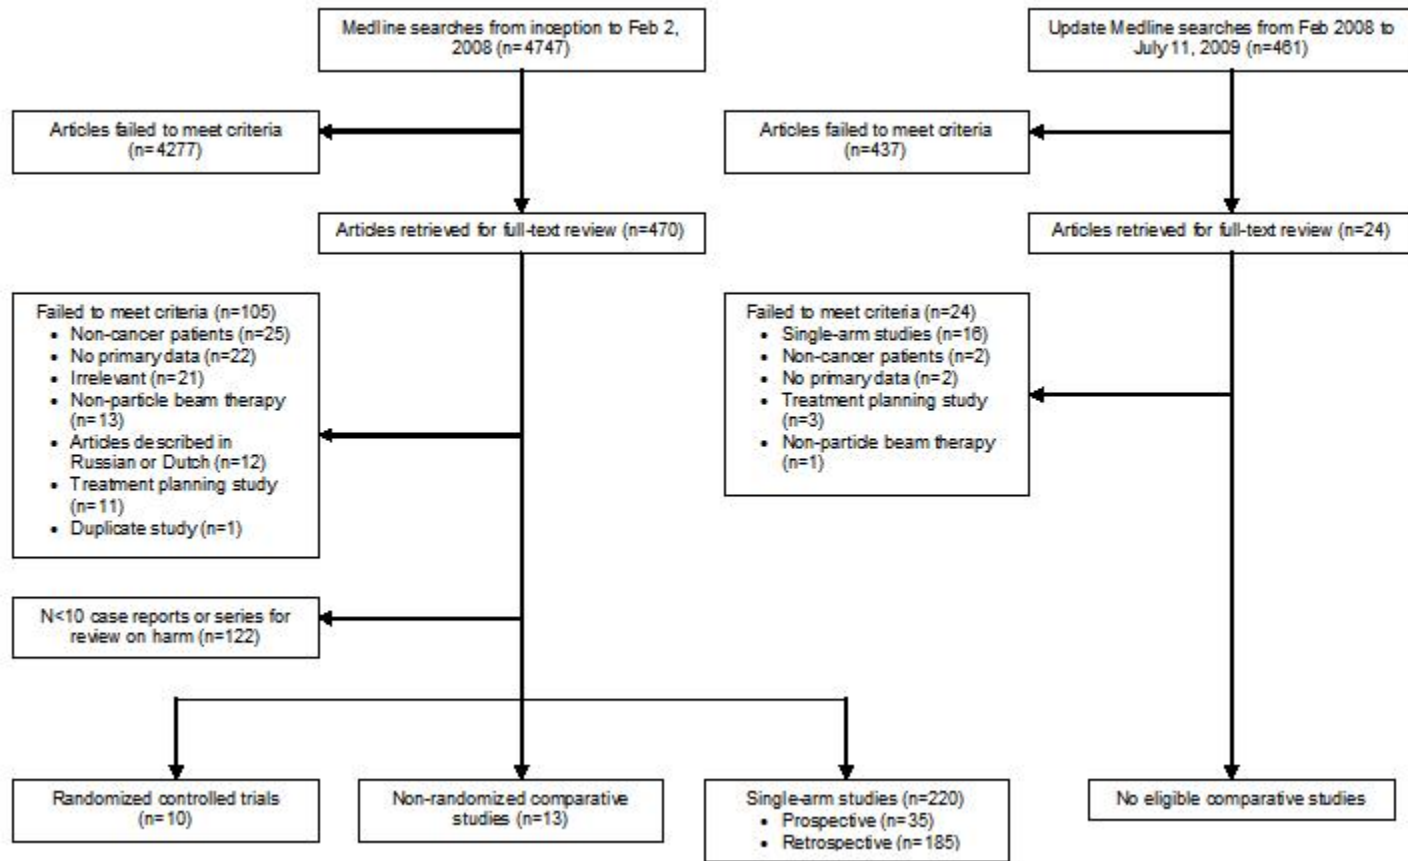 Medline searches from inception to Feb 2,
2008 (n=4747)
Update Medline searches from Feb 2008 to
July 11, 2009 (n=461)
Articles failed to meet criteria
(n=4277)
Articles failed to meet criteria
(n=437)
Articles retrieved for full-text review (n=470)
Articles retrieved for full-text review (n=24)
Failed to meet criteria (n=105)
• Non-cancer patients (n=25)
• No primary data (n=22)
• Irrelevant (n=21)
• Non-particle beam therapy
(n=13)
• Articles described in
Russian or Dutch (n=12)
• Treatment planning study
(n=11)
• Duplicate study (n=1)
Failed to meet criteria (n=24)
• Single-arm studies (n=16)
• Non-cancer patients (n=2)
• No primary data (n=2)
• Treatment planning study
(n=3)
• Non-particle beam therapy
(n=1)
N<10 case reports or series for
review on harm (n=122)
Randomized controlled trials
(n=10)
Non-randomized comparative
studies (n=13)
Single-arm studies (n=220)
• Prospective (n=35)
• Retrospective (n=185)
No eligible comparative studies